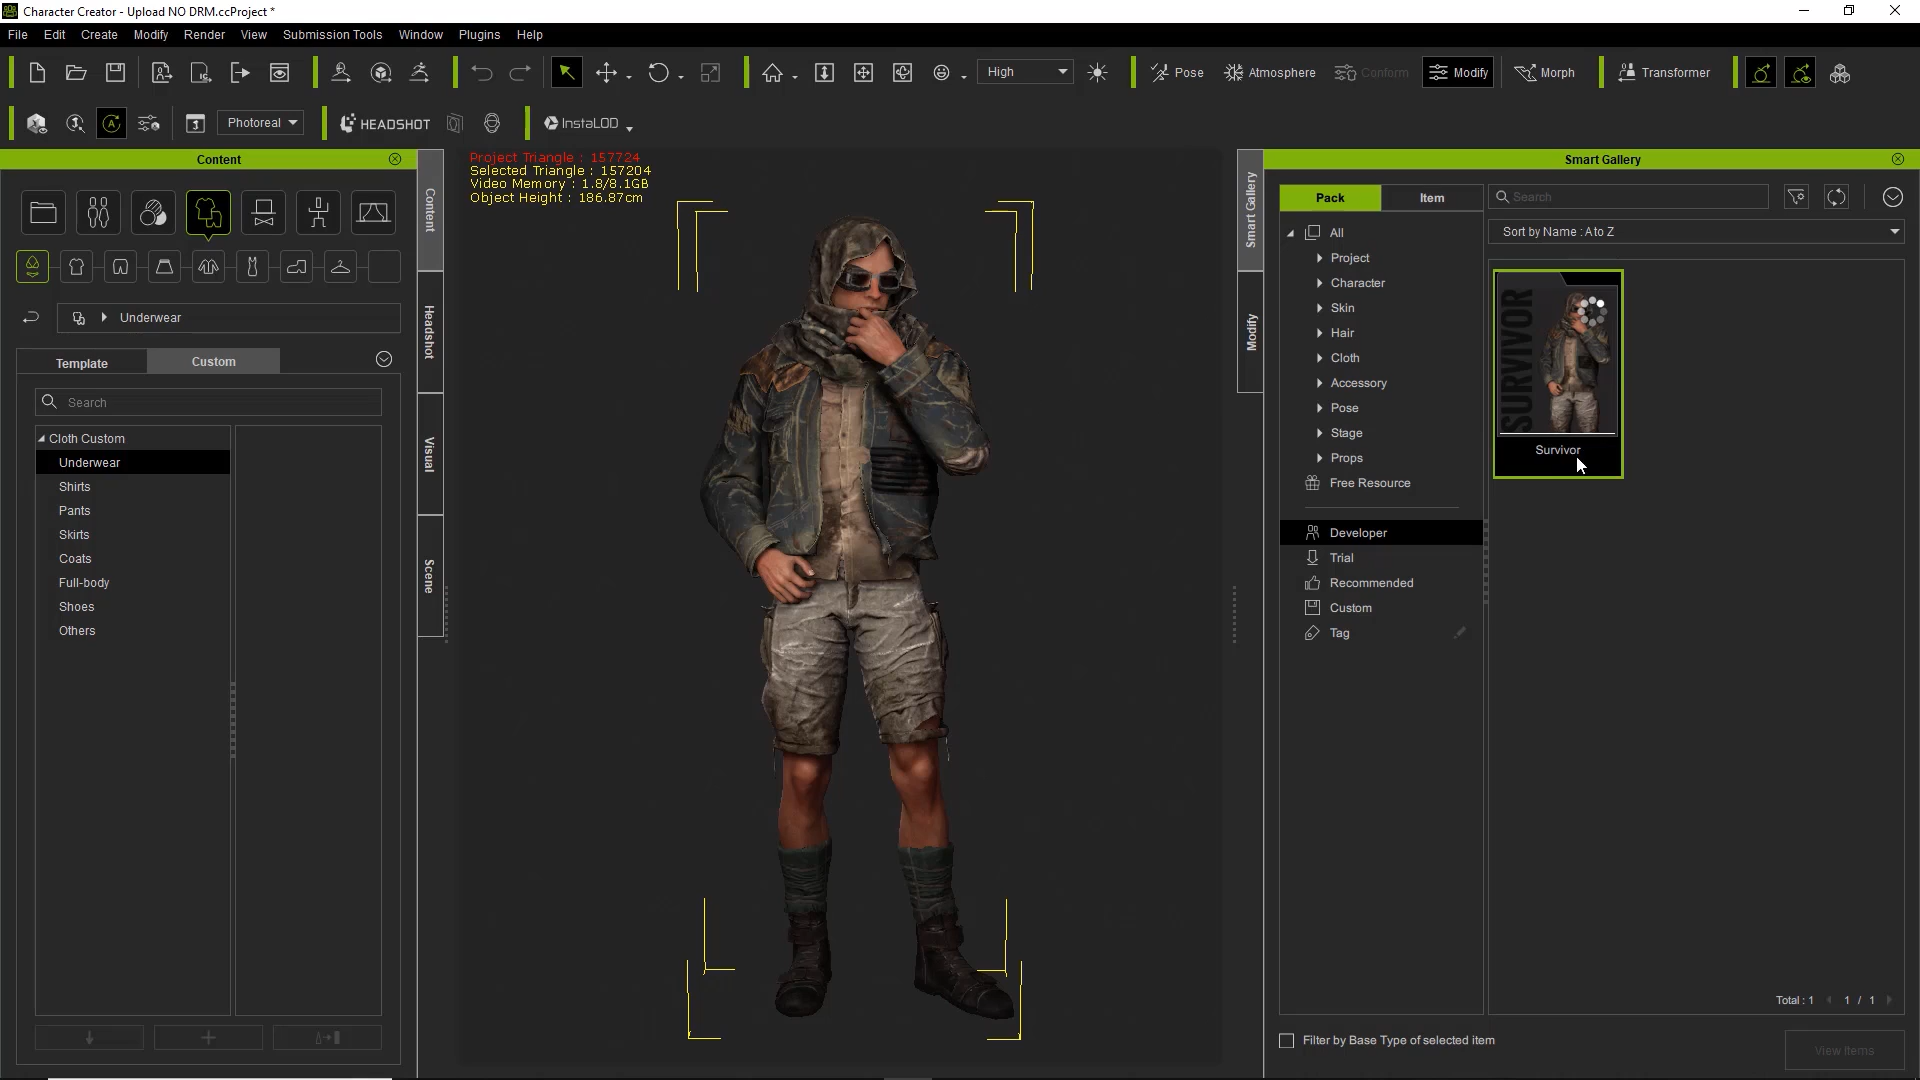 Character Creator - Upload NO DRM.ccProject *
File Edit Create Modify Render View Submission Tools Window Plugins Help
High Pose Atmosphere Conform Modify Morph Transformer
Photoreal HEADSHOT InstaLOD
Content
Underwear
Template Custom
Search
Cloth Custom
Underwear
Shirts
Pants
Skirts
Coats
Full-body
Shoes
Others
Content
Headshot
Visual
Scene
Project Triangle : 157724
Selected Triangle : 157204
Video Memory : 1.8/8.1GB
Object Height : 186.87cm
Smart Gallery
Modify
Smart Gallery
Pack Item Search
Sort by Name : A to Z
All
Project
Character
Skin
Hair
Cloth
Accessory
Pose
Stage
Props
Free Resource
Developer
Trial
Recommended
Custom
Tag
SURVIVOR
Survivor
Total : 1 1 / 1
Filter by Base Type of selected item
View Items